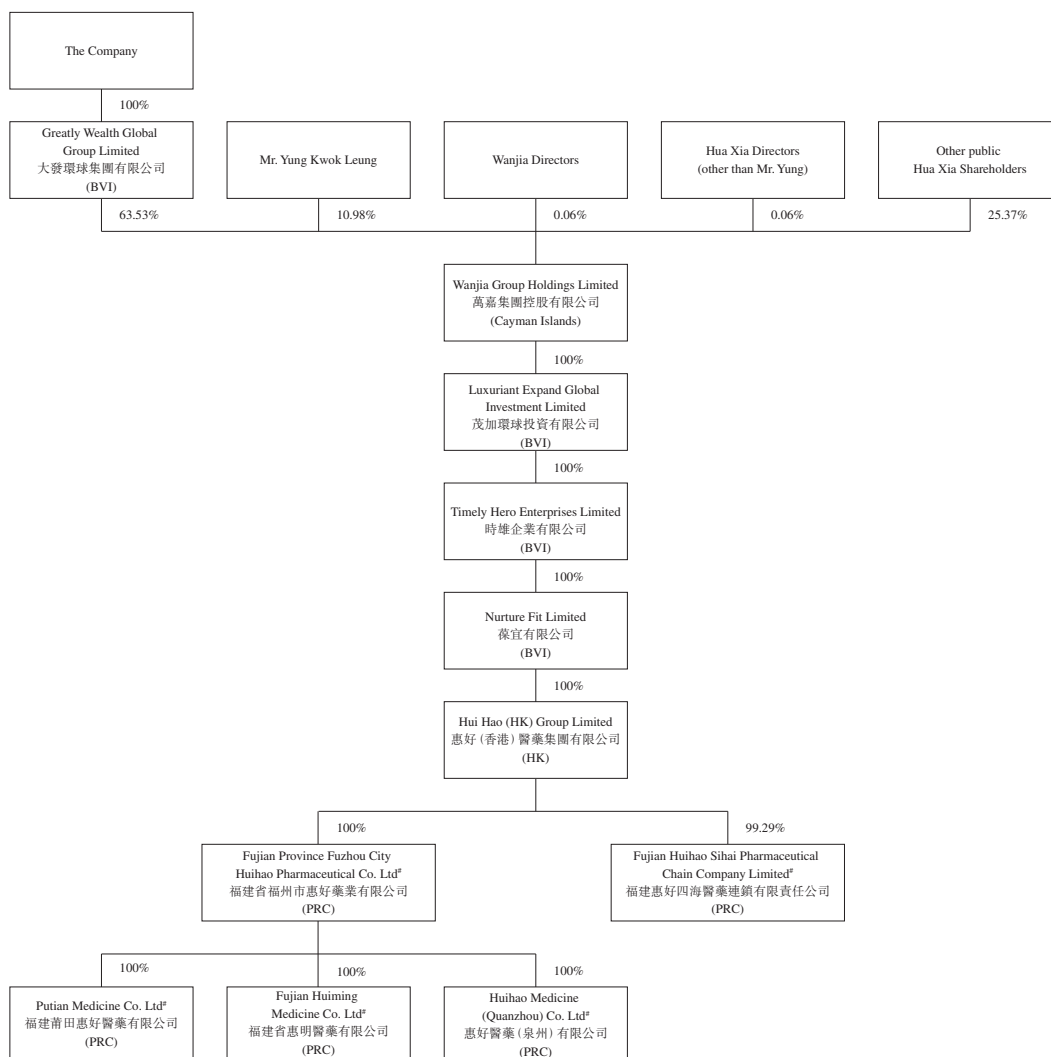 The Company
100%
Greatly Wealth Global
Group Limited
大發環球集團有限公司
(BVI)
Mr. Yung Kwok Leung
Wanjia Directors
Hua Xia Directors
(other than Mr. Yung)
Other public
Hua Xia Shareholders
63.53%
10.98%
0.06%
0.06%
25.37%
Wanjia Group Holdings Limited
萬嘉集團控股有限公司
(Cayman Islands)
100%
Luxuriant Expand Global
Investment Limited
茂加環球投資有限公司
(BVI)
100%
Timely Hero Enterprises Limited
時雄企業有限公司
(BVI)
100%
Nurture Fit Limited
葆宜有限公司
(BVI)
100%
Hui Hao (HK) Group Limited
惠好(香港)醫藥集團有限公司
(HK)
100%
99.29%
Fujian Province Fuzhou City
Huihao Pharmaceutical Co. Ltd#
福建省福州市惠好藥業有限公司
(PRC)
Fujian Huihao Sihai Pharmaceutical
Chain Company Limited#
福建惠好四海醫藥連鎖有限責任公司
(PRC)
100%
100%
100%
Putian Medicine Co. Ltd#
福建莆田惠好醫藥有限公司
(PRC)
Fujian Huiming
Medicine Co. Ltd#
福建省惠明醫藥有限公司
(PRC)
Huihao Medicine
(Quanzhou) Co. Ltd#
惠好醫藥(泉州)有限公司
(PRC)